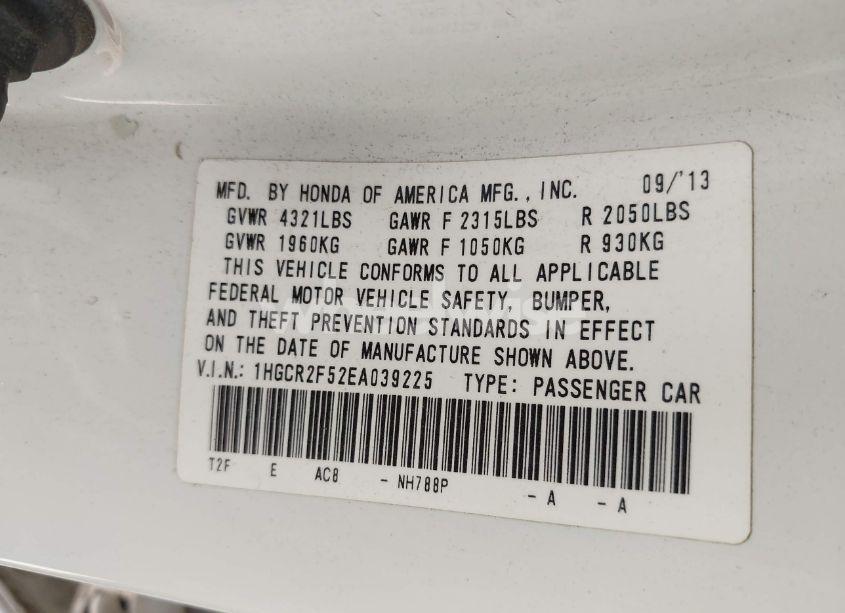 MFD. BY HONDA OF AMERICA MFG., INC. 09/'13
GVWR 4321LBS GAWR F 2315LBS R 2050LBS
GVWR 1960KG GAWR F 1050KG R 930KG
THIS VEHICLE CONFORMS TO ALL APPLICABLE
FEDERAL MOTOR VEHICLE SAFETY, BUMPER,
AND THEFT PREVENTION STANDARDS IN EFFECT
ON THE DATE OF MANUFACTURE SHOWN ABOVE.
V.I.N.: 1HGCR2F52EA039225 TYPE: PASSENGER CAR
T2F E AC8 - NH788P - A - A